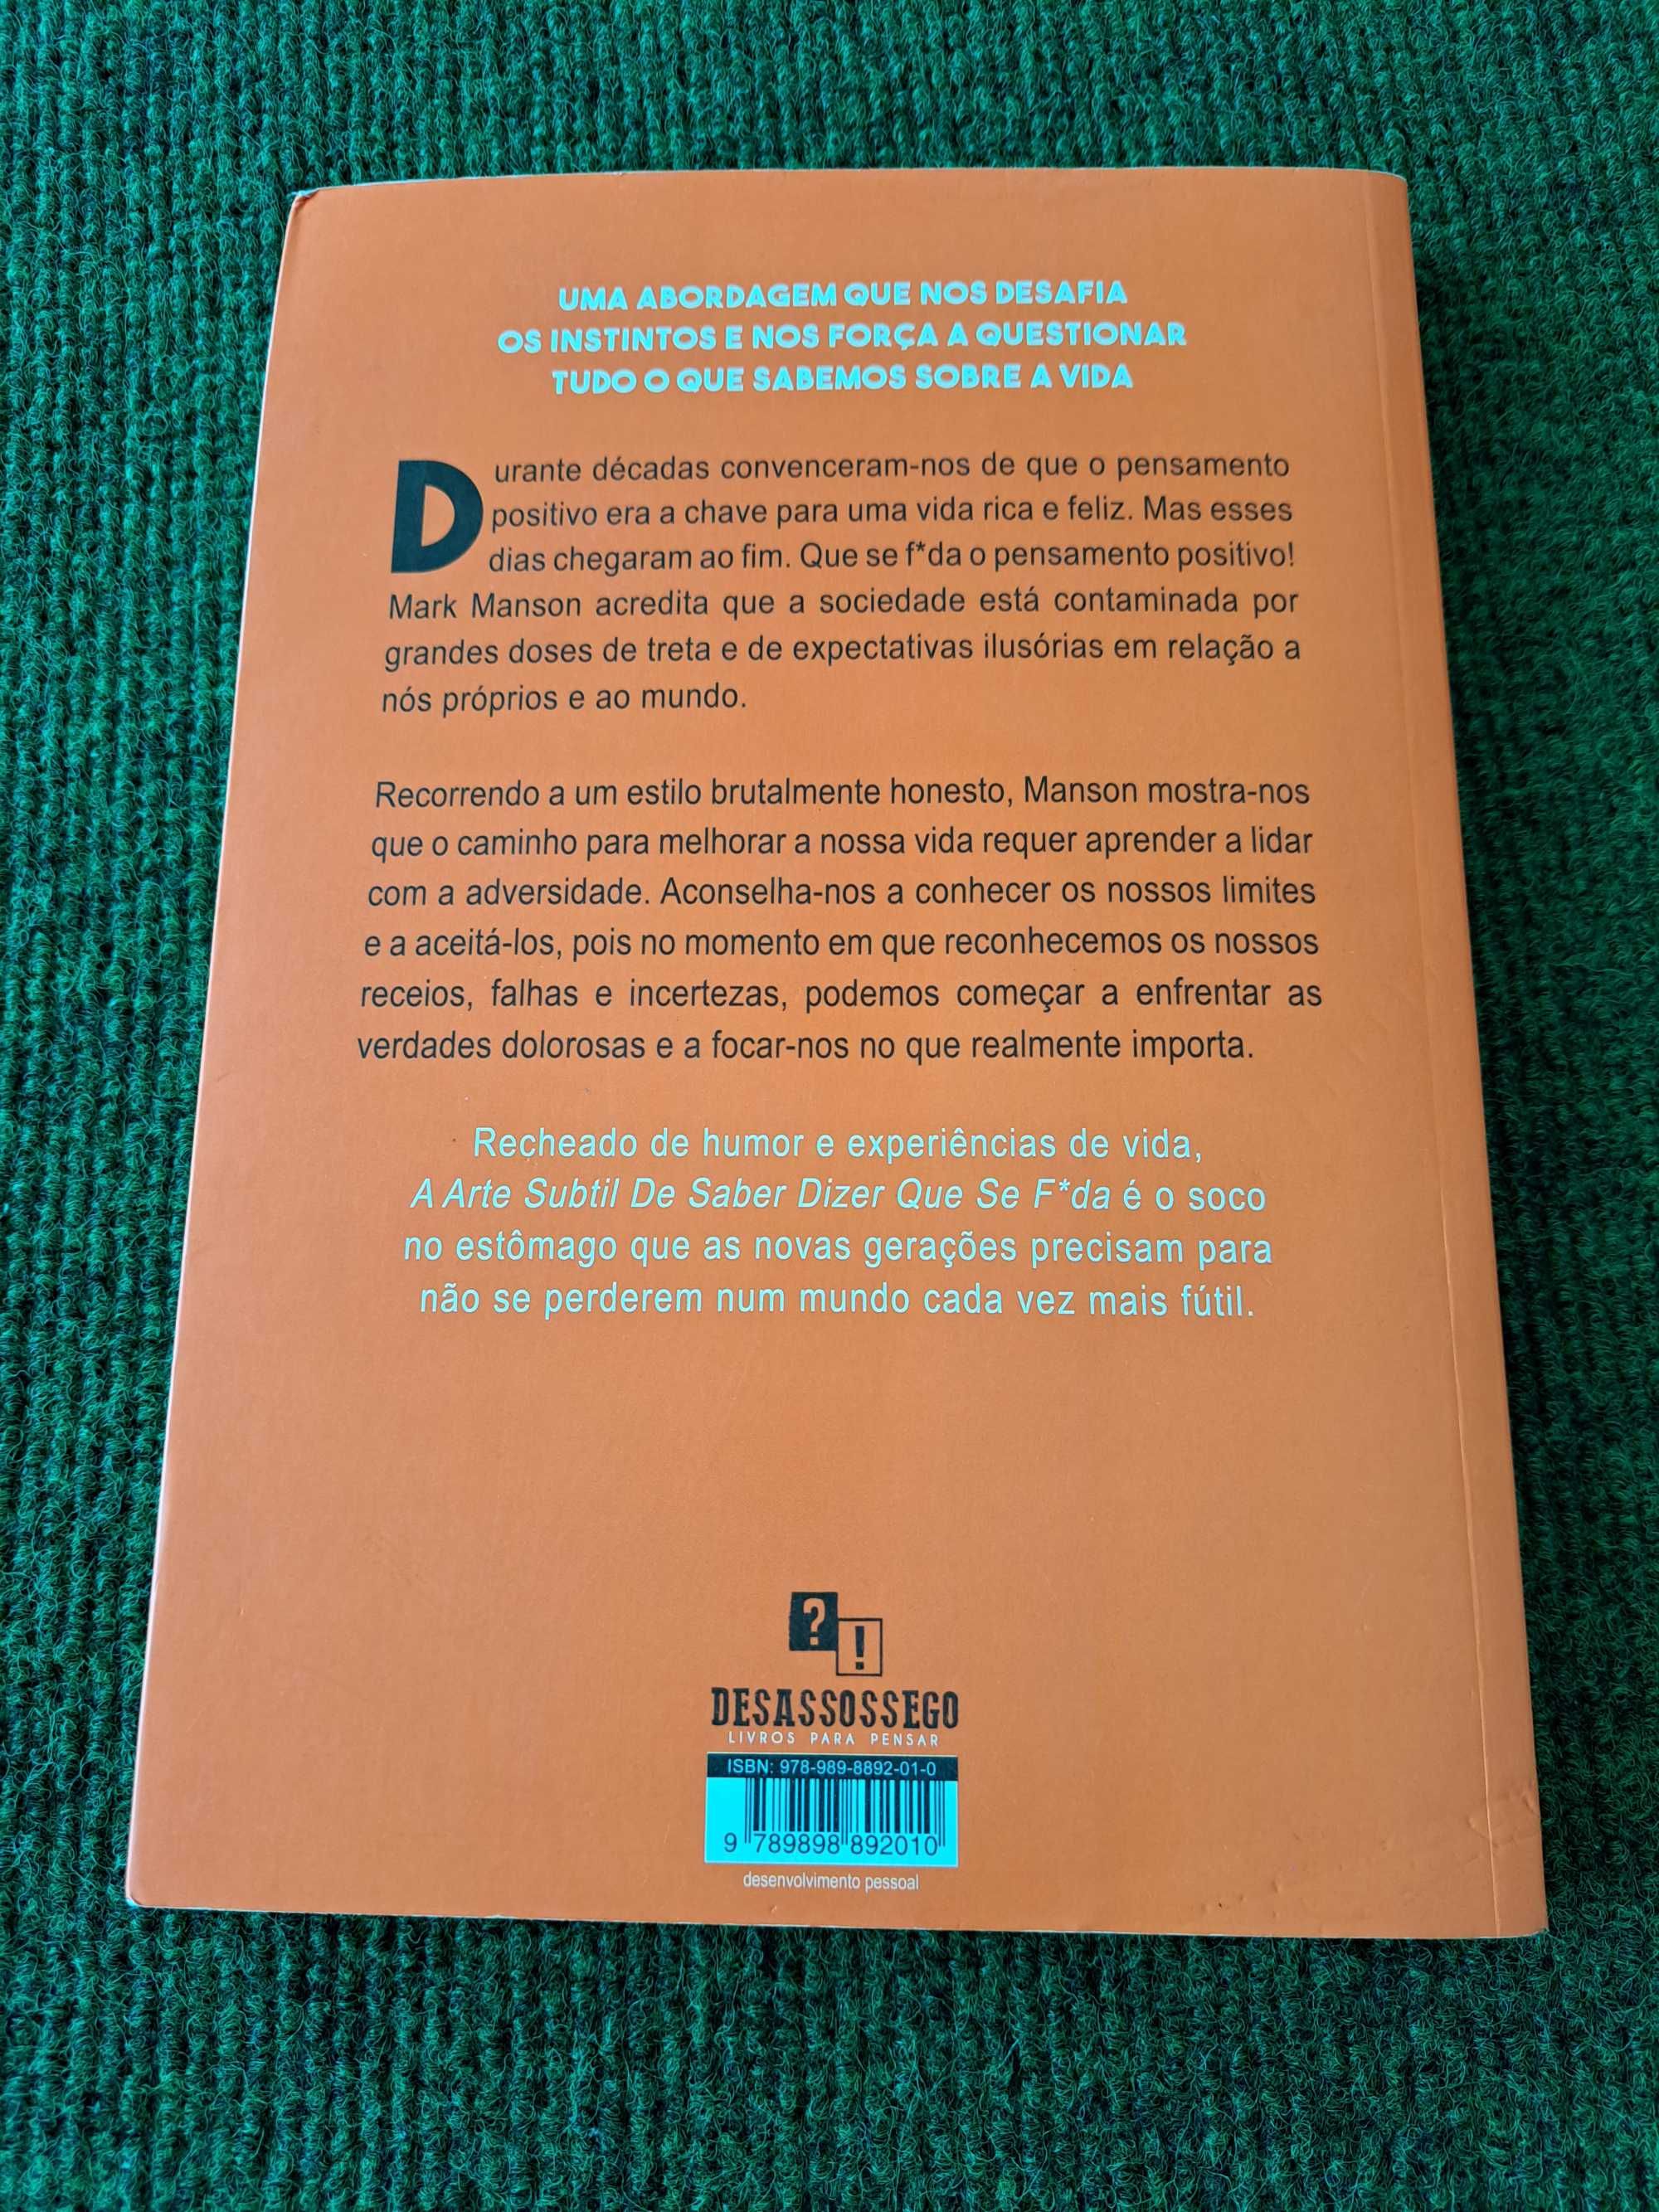 UMA ABORDAGEM QUE NOS DESAFIA
OS INSTINTOS E NOS FORÇA A QUESTIONAR
TUDO O QUE SABEMOS SOBRE A VIDA
Durante décadas convenceram-nos de que o pensamento
positivo era a chave para uma vida rica e feliz. Mas esses
dias chegaram ao fim. Que se f*da o pensamento positivo!
Mark Manson acredita que a sociedade está contaminada por
grandes doses de treta e de expectativas ilusórias em relação a
nós próprios e ao mundo.
Recorrendo a um estilo brutalmente honesto, Manson mostra-nos
que o caminho para melhorar a nossa vida requer aprender a lidar
com a adversidade. Aconselha-nos a conhecer os nossos limites
e a aceitá-los, pois no momento em que reconhecemos os nossos
receios, falhas e incertezas, podemos começar a enfrentar as
verdades dolorosas e a focar-nos no que realmente importa.
Recheado de humor e experiências de vida,
A Arte Subtil De Saber Dizer Que Se F*da é o soco
no estômago que as novas gerações precisam para
não se perderem num mundo cada vez mais fútil.
?!
DESASSOSSEGO
LIVROS PARA PENSAR
ISBN: 978-989-8892-01-0
9 789898 892010
desenvolvimento pessoal